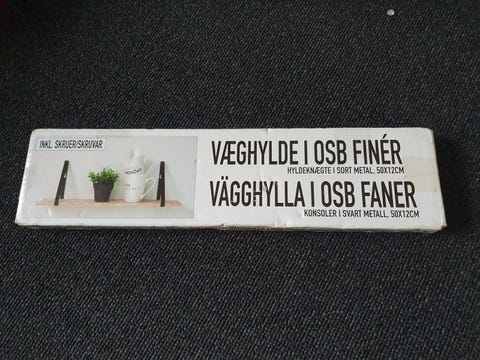 INKL. SKRUER/SKRUVAR
VÆGHYLDE I OSB FINÉR
HYLDEKNÆGTE I SORT METAL, 50X12CM
VÄGGHYLLA I OSB FANER
KONSOLER I SVART METALL, 50X12CM